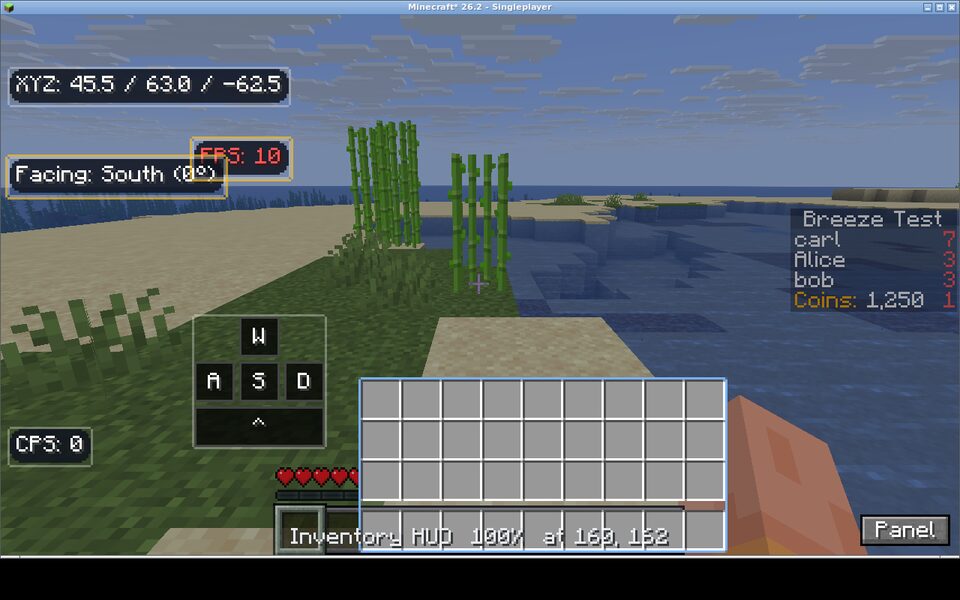 Minecraft* 26.2 - Singleplayer
XYZ: 45.5 / 63.0 / -62.5
FPS: 10
Facing: South (0°)
Breeze Test
carl 7
Alice 3
bob 3
Coins: 1,250 1
W
A S D
^
CPS: 0
Inventory HUD 100% at 160, 162
Panel